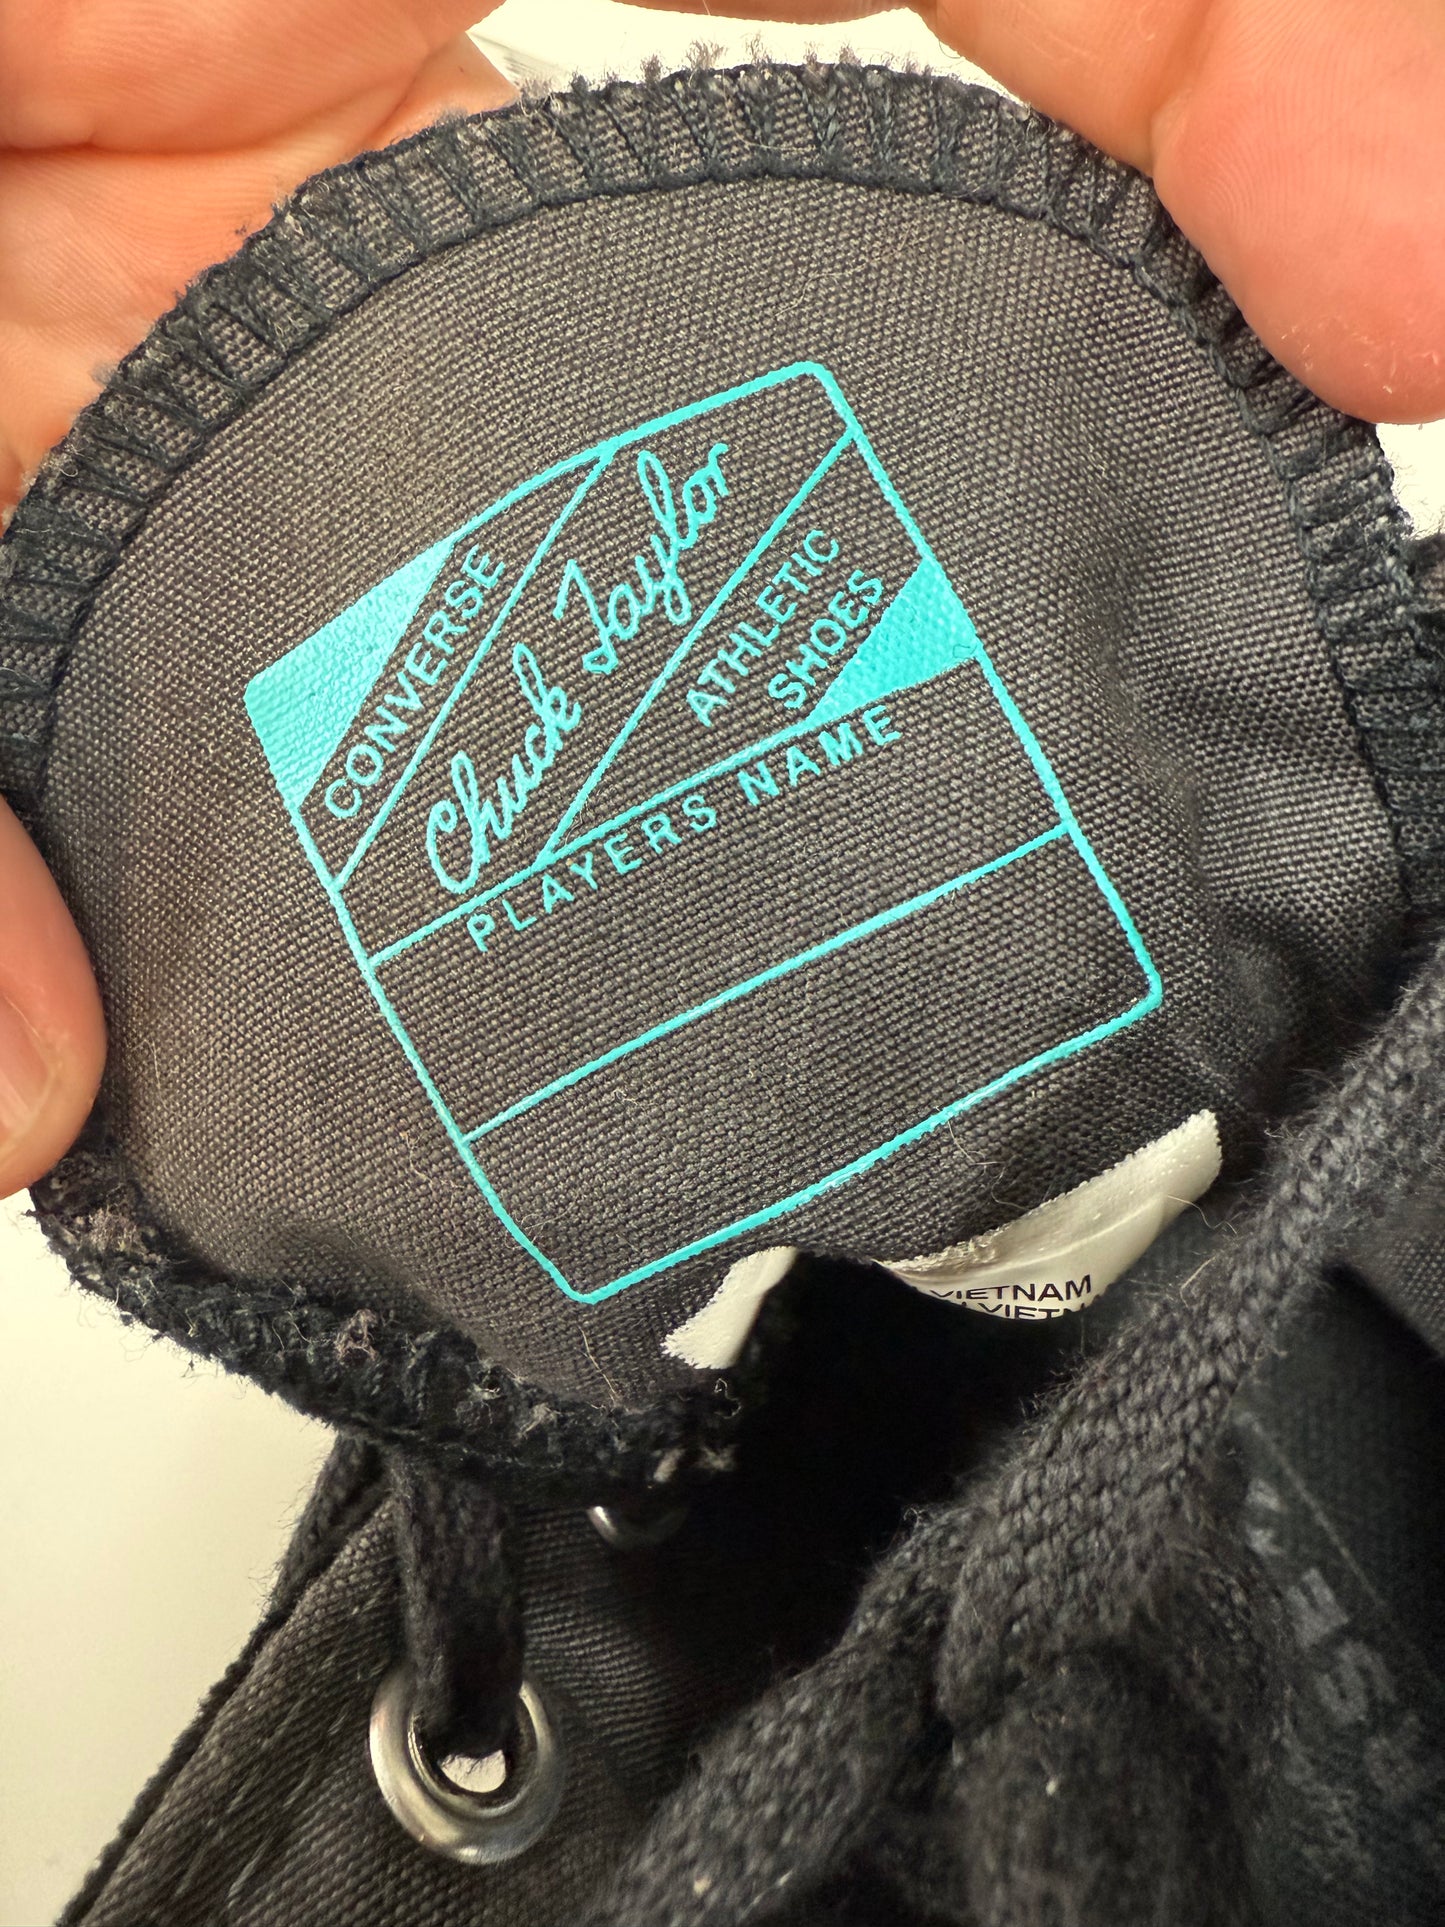 CONVERSE
Chuck Taylor
ATHLETIC
SHOES
PLAYERS NAME
VIETNAM